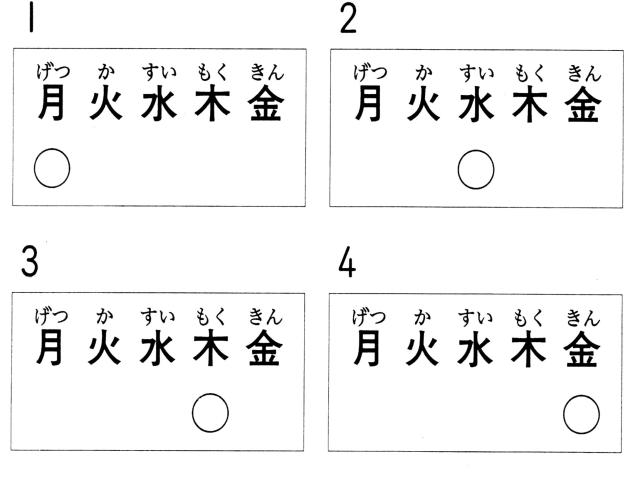 1
げつ か すい もく きん
月 火 水 木 金
2
げつ か すい もく きん
月 火 水 木 金
3
げつ か すい もく きん
月 火 水 木 金
4
げつ か すい もく きん
月 火 水 木 金